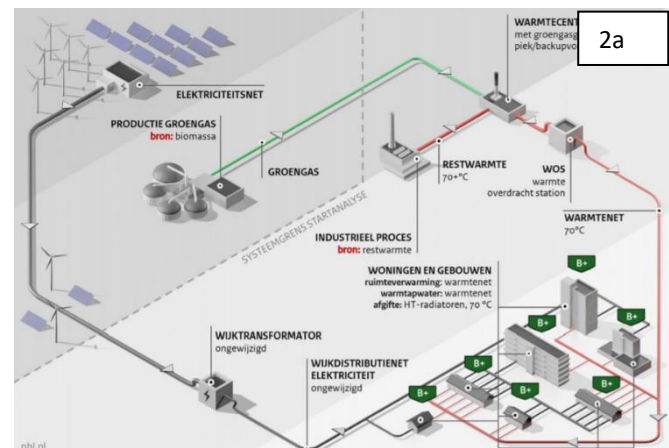 WARMTECENT
met groengasg
piek/backupvo
2a
ELEKTRICITEITSNET
PRODUCTIE GROENGAS
bron: biomassa
GROENGAS
RESTWARMTE
70+°C
WOS
warmte
overdracht station
SYSTEEMGRENS STARTANALYSE
WARMTENET
70°C
INDUSTRIEEL PROCES
bron: restwarmte
WONINGEN EN GEBOUWEN
ruimteverwarming: warmtenet
warmtapwater: warmtenet
afgifte: HT-radiatoren, 70 °C
B+
B+
B+
WIJKTRANSFORMATOR
ongewijzigd
B+
WIJKDISTRIBUTIENET
ELEKTRICITEIT
ongewijzigd
B+
B+
B+
pbl.nl